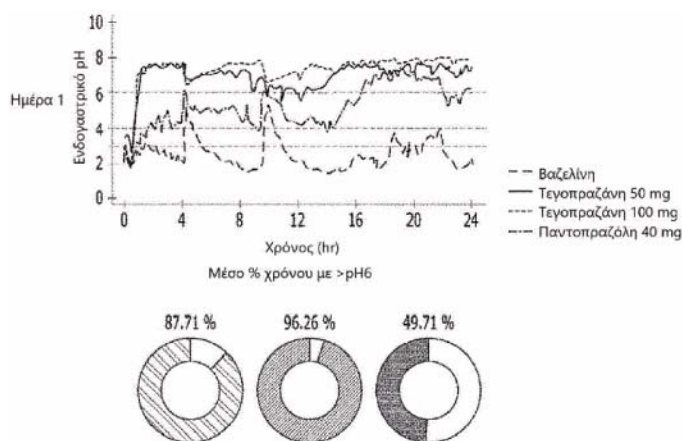 Ημέρα 1
Ενδογαστρικό pH
10
8
6
4
2
0
0 4 8 12 16 20 24
Χρόνος (hr)
Βαζελίνη
Τεγοπραζάνη 50 mg
Τεγοπραζάνη 100 mg
Παντοπραζόλη 40 mg
Μέσο % χρόνου με >pH6
87.71 % 96.26 % 49.71 %